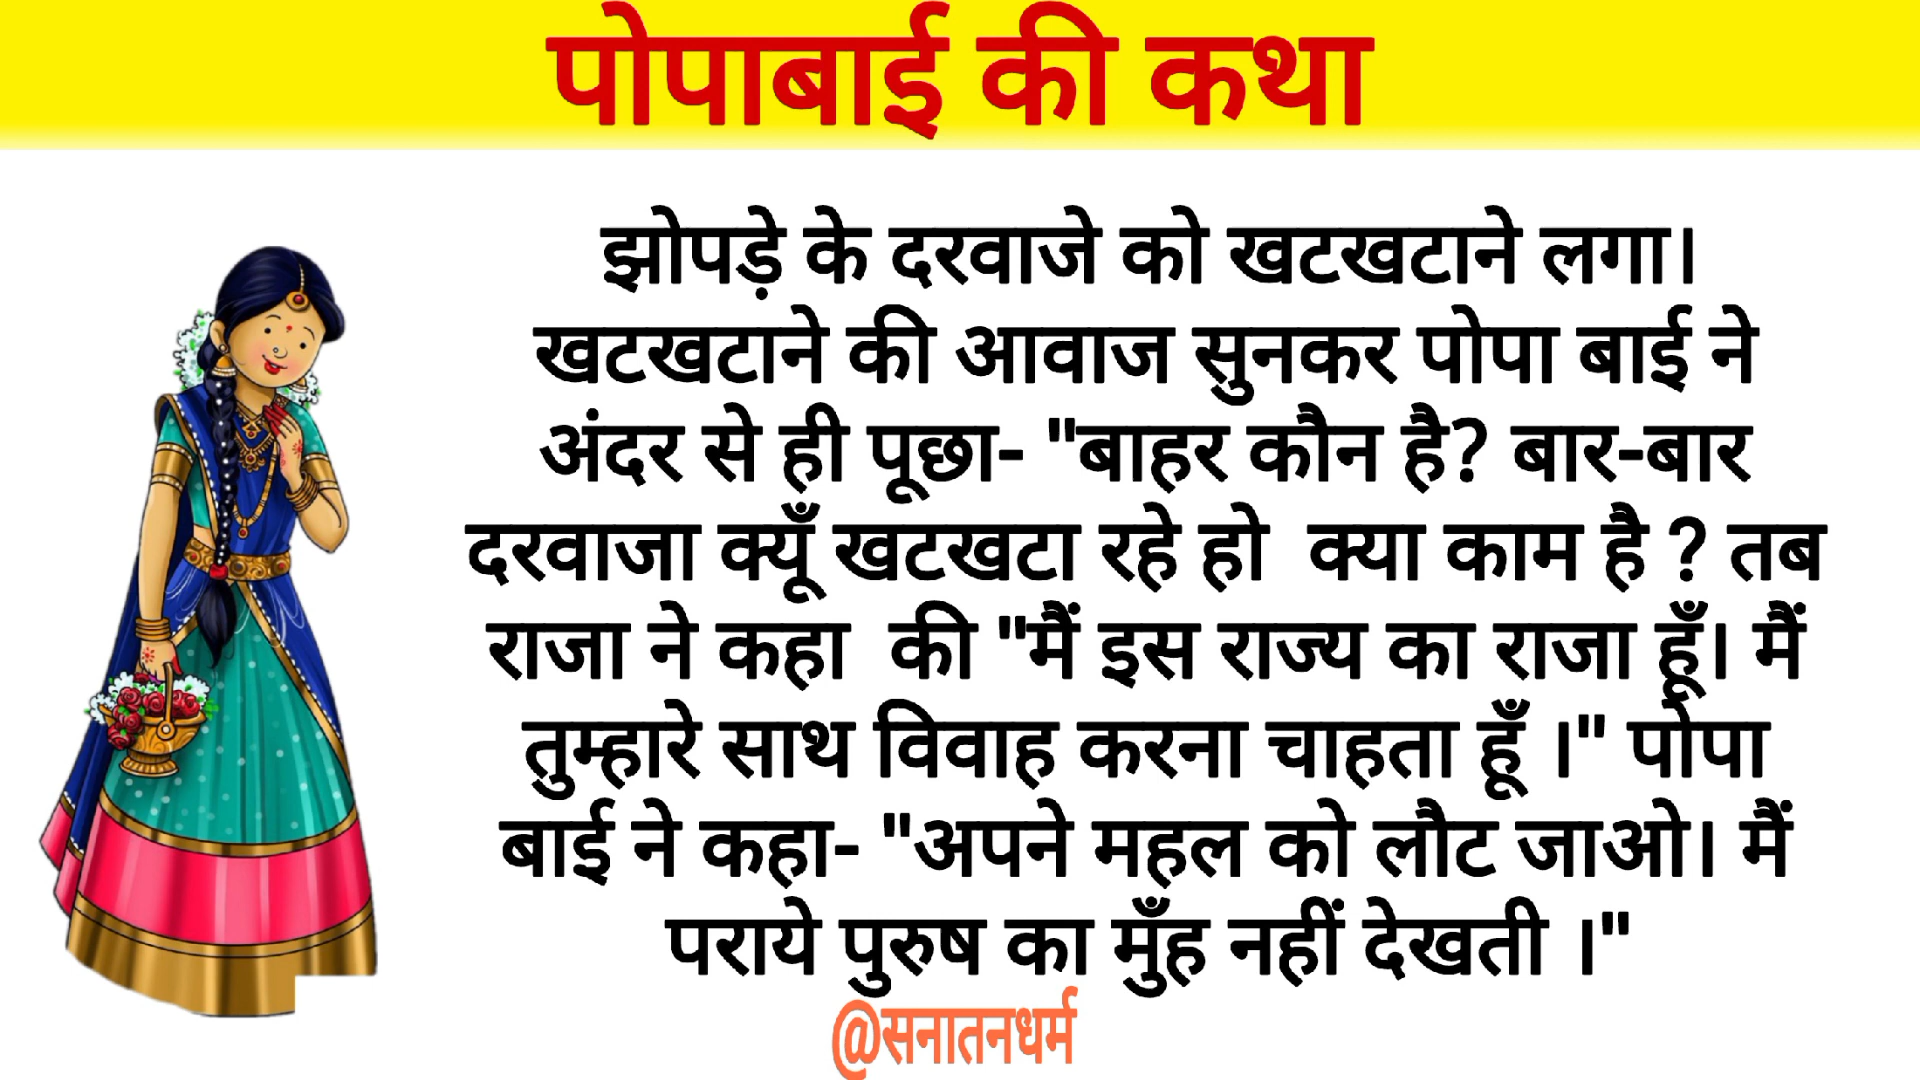 पोपाबाई की कथा
झोपड़े के दरवाजे को खटखटाने लगा।
खटखटाने की आवाज सुनकर पोपा बाई ने
अंदर से ही पूछा- "बाहर कौन है? बार-बार
दरवाजा क्यूँ खटखटा रहे हो  क्या काम है ? तब
राजा ने कहा  की "मैं इस राज्य का राजा हूँ। मैं
तुम्हारे साथ विवाह करना चाहता हूँ ।" पोपा
बाई ने कहा- "अपने महल को लौट जाओ। मैं
पराये पुरुष का मुँह नहीं देखती ।"
@सनातनधर्म